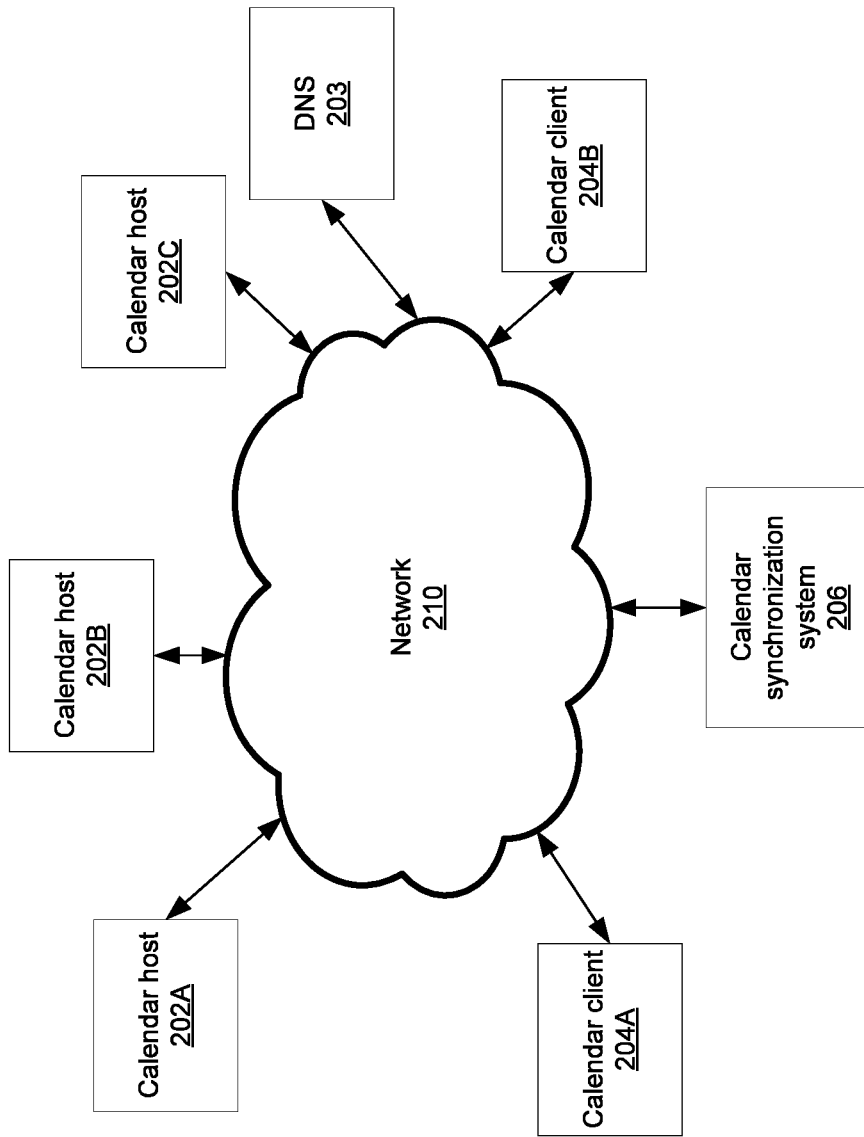 Calendar host
202A
Calendar host
202B
Calendar host
202C
DNS
203
Network
210
Calendar client
204A
Calendar
synchronization
system
206
Calendar client
204B